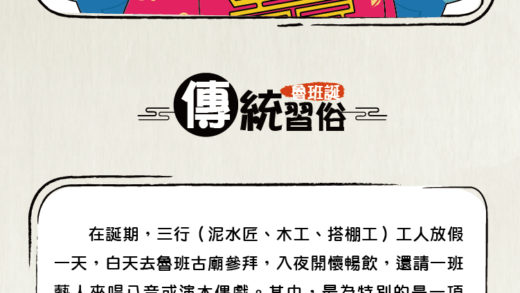 魯班誕
傳統習俗
在誕期，三行（泥水匠、木工、搭棚工）工人放假
一天，白天去魯班古廟參拜，入夜開懷暢飲，還請一班
藝人來唱八音或演木偶戲。其中，最為特別的是一項